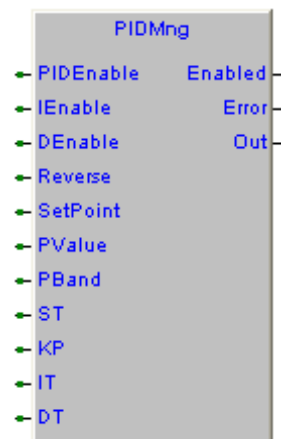 PIDMng
PIDEnable Enabled
IEnable Error
DEnable Out
Reverse
SetPoint
PValue
PBand
ST
KP
IT
DT